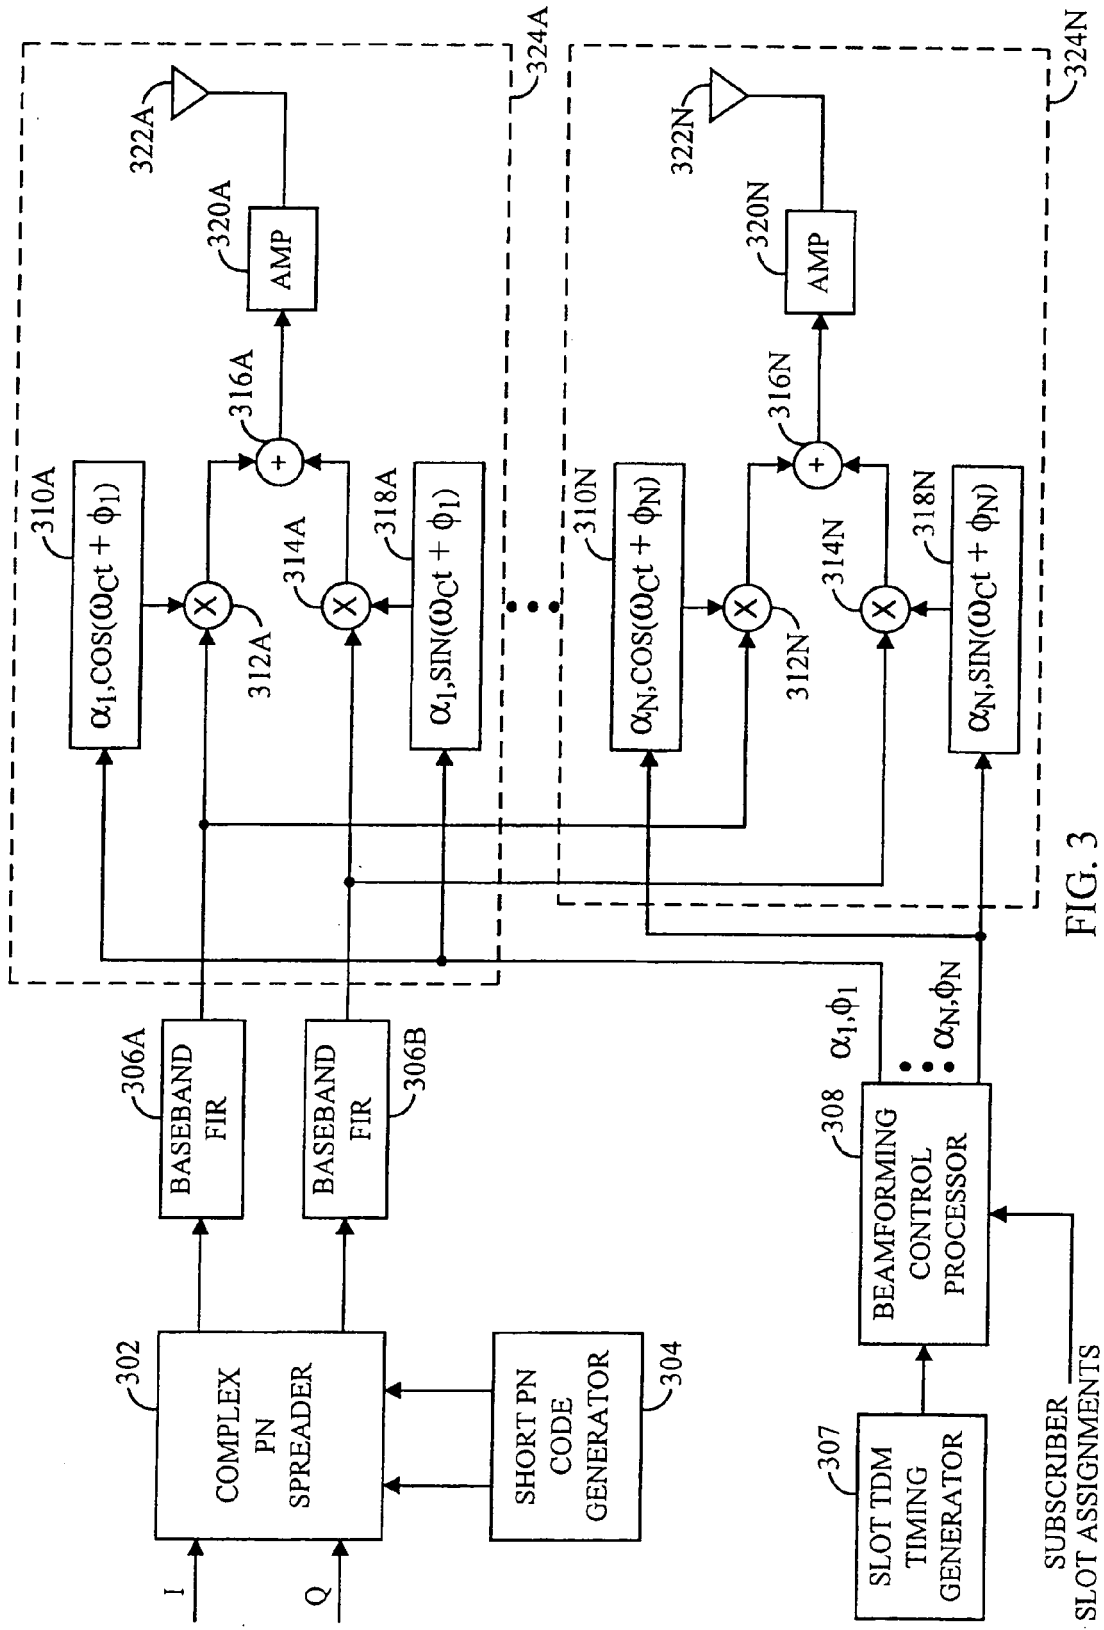 I
Q
302
COMPLEX
PN
SPREADER
SHORT PN
CODE
GENERATOR
304
306A
BASEBAND
FIR
BASEBAND
FIR
306B
307
SLOT TDM
TIMING
GENERATOR
SUBSCRIBER
SLOT ASSIGNMENTS
308
BEAMFORMING
CONTROL
PROCESSOR
α1,ϕ1
αN,ϕN
310A
α1,COS(ωCt + ϕ1)
312A
314A
316A
318A
α1,SIN(ωCt + ϕ1)
320A
AMP
322A
324A
310N
αN,COS(ωCt + ϕN)
312N
314N
316N
318N
αN,SIN(ωCt + ϕN)
320N
AMP
322N
324N
X
X
+
X
X
+
FIG. 3